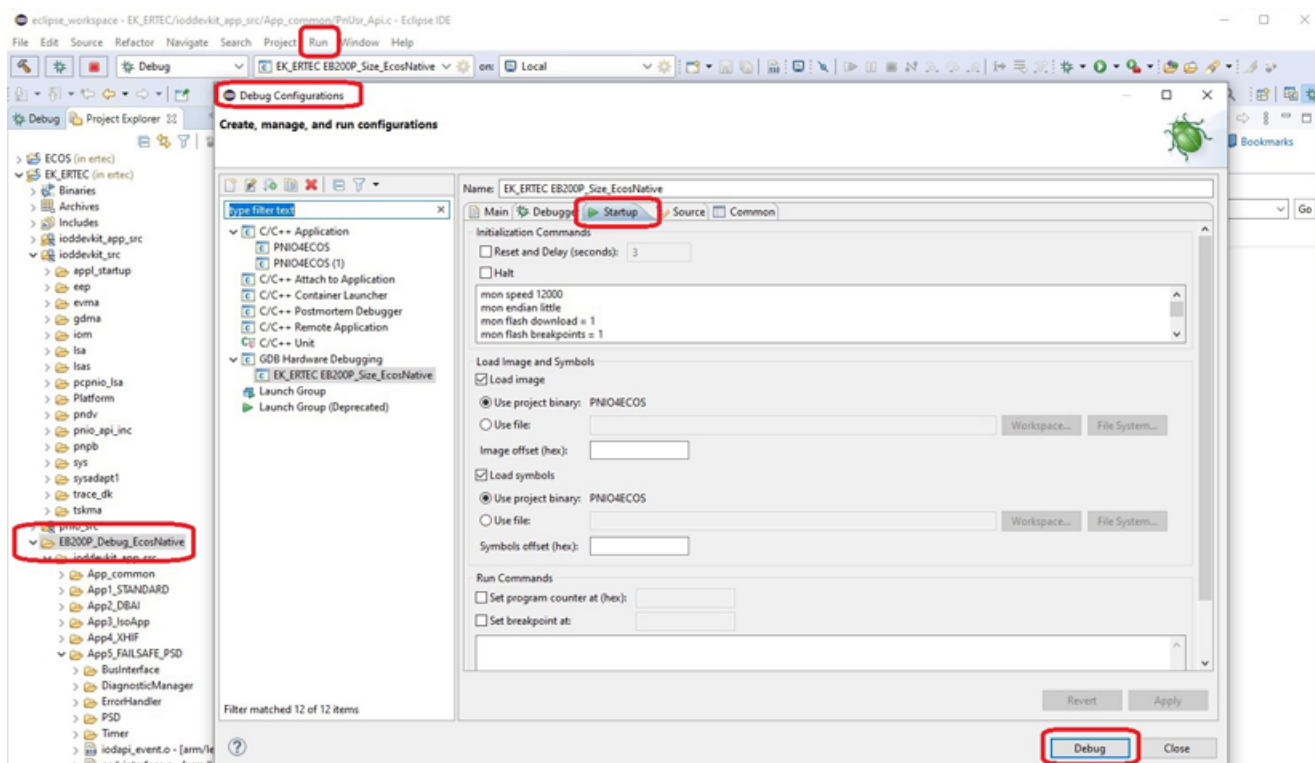 eclipse_workspace - EK_ERTEC/ioddevkit_app_src/App_common/PnUsr_Api.c - Eclipse IDE
File Edit Source Refactor Navigate Search Project Run Window Help
Debug EK_ERTEC EB200P_Size_EcosNative on: Local
Debug Project Explorer
ECOS (in ertec)
EK_ERTEC (in ertec)
Binaries
Archives
Includes
ioddevkit_app_src
ioddevkit_src
appl_startup
eep
evma
gdma
iom
lsa
lsas
pcpnio_lsa
Platform
pndv
pnio_api_inc
pnpb
sys
sysadapt1
trace_dk
tskma
pnio_src
EB200P_Debug_EcosNative
ioddevkit_app_src
App_common
App1_STANDARD
App2_DBAI
App3_IsoApp
App4_XHIF
App5_FAILSAFE_PSD
BusInterface
DiagnosticManager
ErrorHandler
PSD
Timer
iodapi_event.o - [arm/le
Debug Configurations
Create, manage, and run configurations
type filter text
C/C++ Application
PNIO4ECOS
PNIO4ECOS (1)
C/C++ Attach to Application
C/C++ Container Launcher
C/C++ Postmortem Debugger
C/C++ Remote Application
C/C++ Unit
GDB Hardware Debugging
EK_ERTEC EB200P_Size_EcosNative
Launch Group
Launch Group (Deprecated)
Filter matched 12 of 12 items
Name: EK_ERTEC EB200P_Size_EcosNative
Main Debugger Startup Source Common
Initialization Commands
Reset and Delay (seconds): 3
Halt
mon speed 12000
mon endian little
mon flash download = 1
mon flash breakpoints = 1
Load Image and Symbols
Load image
Use project binary: PNIO4ECOS
Use file: Workspace... File System...
Image offset (hex):
Load symbols
Use project binary: PNIO4ECOS
Use file: Workspace... File System...
Symbols offset (hex):
Run Commands
Set program counter at (hex):
Set breakpoint at:
Revert Apply
Debug Close
Bookmarks
Go